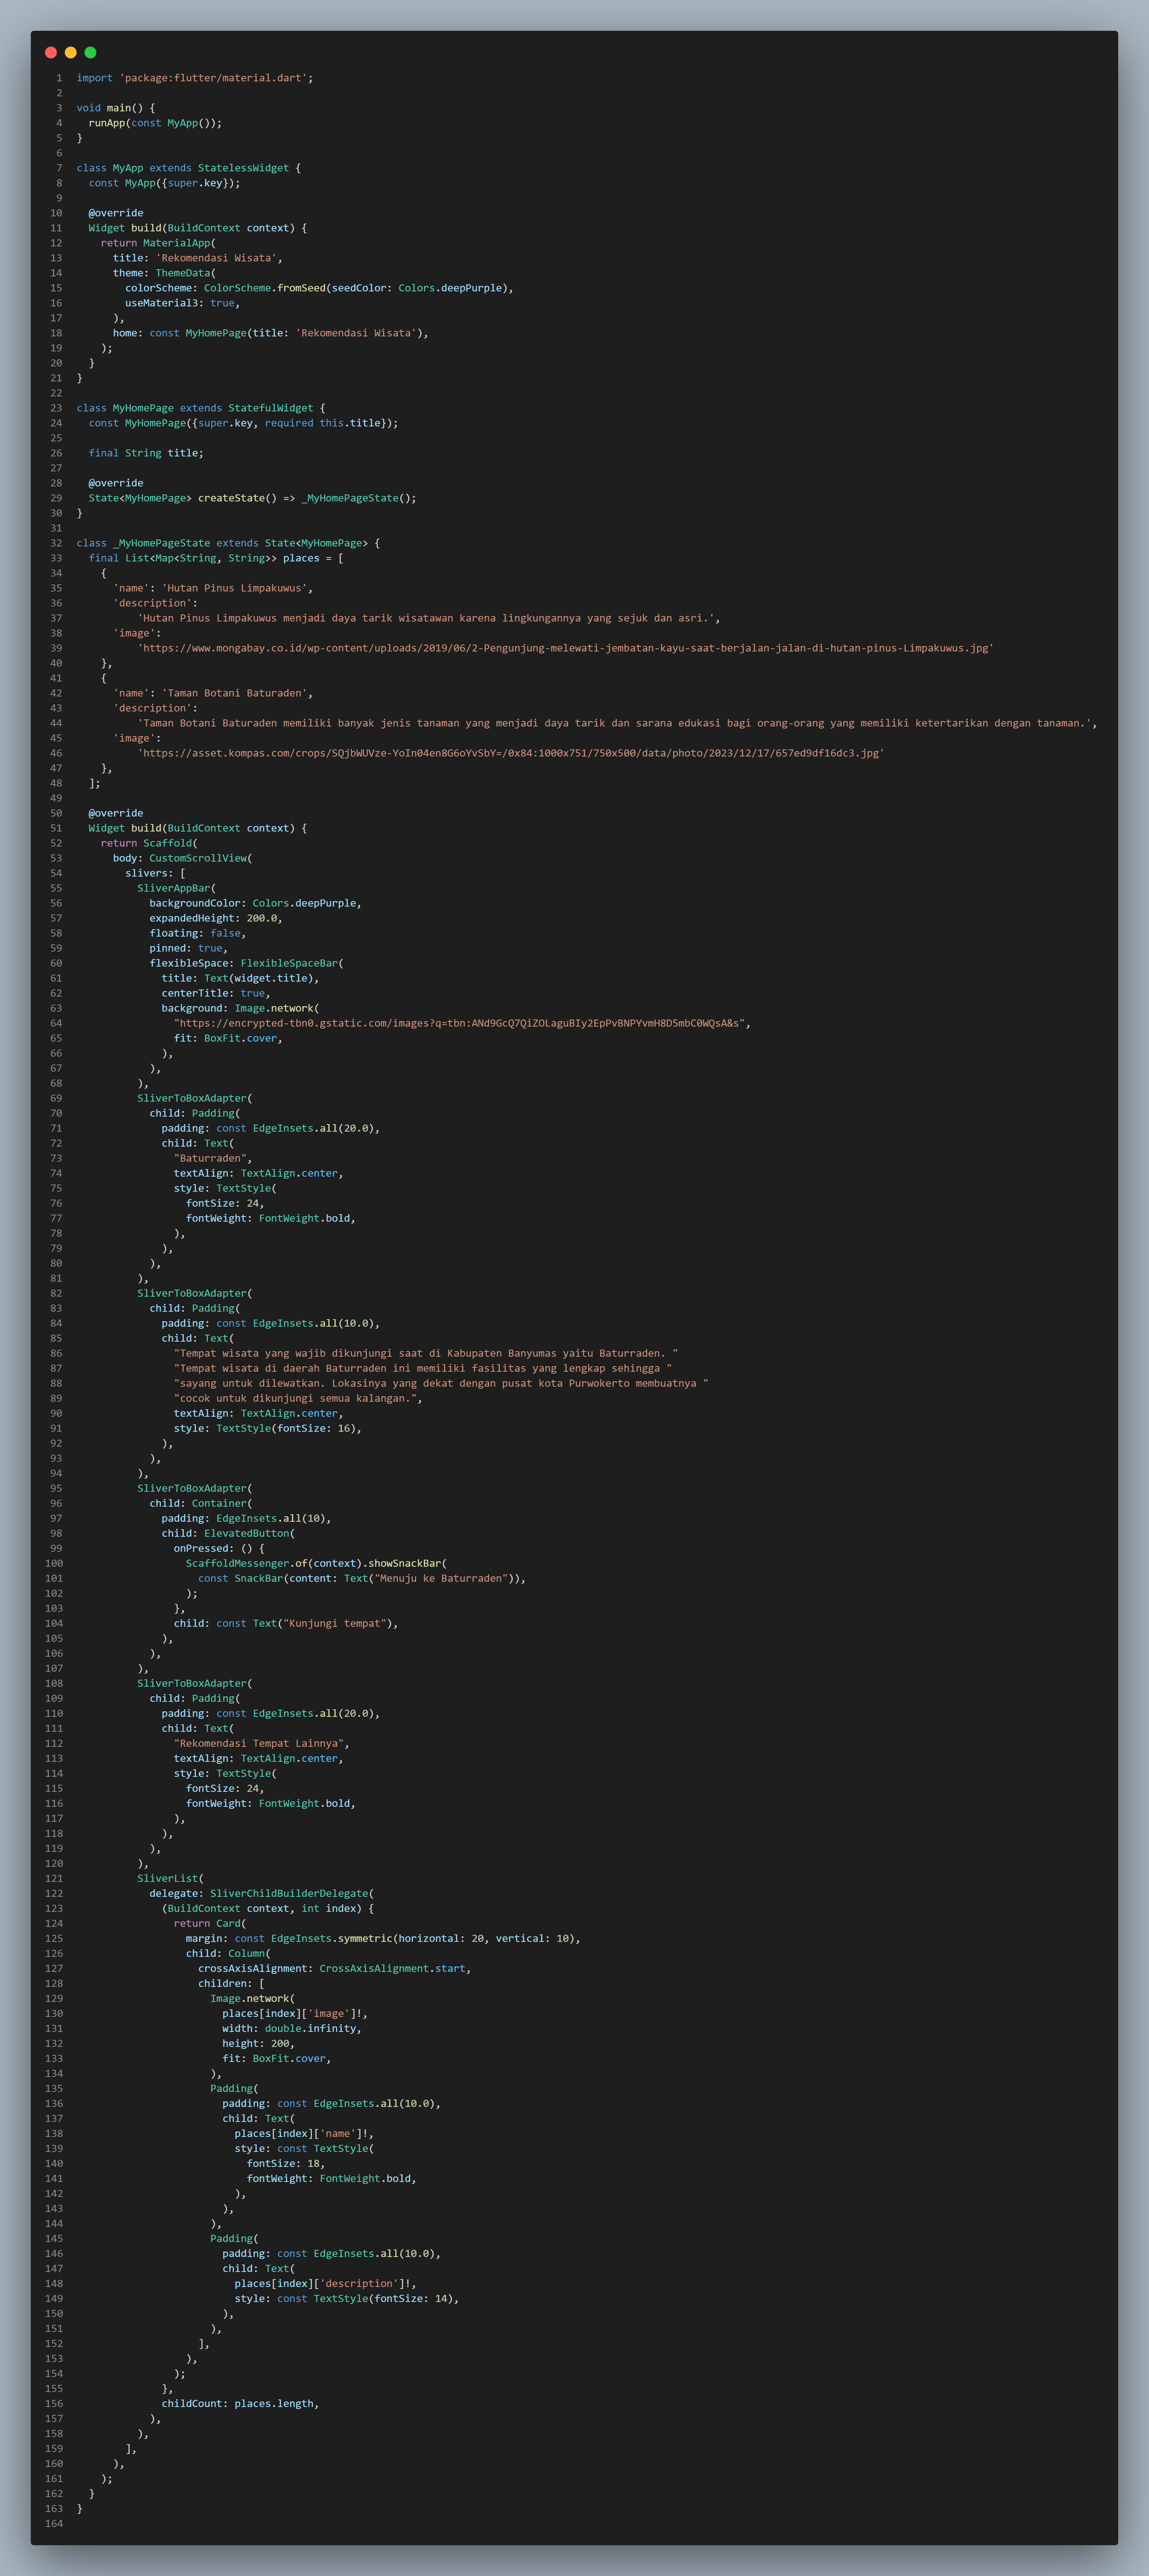 1 import 'package:flutter/material.dart';
2
3 void main() {
4   runApp(const MyApp());
5 }
6
7 class MyApp extends StatelessWidget {
8   const MyApp({super.key});
9
10   @override
11   Widget build(BuildContext context) {
12     return MaterialApp(
13       title: 'Rekomendasi Wisata',
14       theme: ThemeData(
15         colorScheme: ColorScheme.fromSeed(seedColor: Colors.deepPurple),
16         useMaterial3: true,
17       ),
18       home: const MyHomePage(title: 'Rekomendasi Wisata'),
19     );
20   }
21 }
22
23 class MyHomePage extends StatefulWidget {
24   const MyHomePage({super.key, required this.title});
25
26   final String title;
27
28   @override
29   State<MyHomePage> createState() => _MyHomePageState();
30 }
31
32 class _MyHomePageState extends State<MyHomePage> {
33   final List<Map<String, String>> places = [
34     {
35       'name': 'Hutan Pinus Limpakuwus',
36       'description':
37           'Hutan Pinus Limpakuwus menjadi daya tarik wisatawan karena lingkungannya yang sejuk dan asri.',
38       'image':
39           'https://www.mongabay.co.id/wp-content/uploads/2019/06/2-Pengunjung-melewati-jembatan-kayu-saat-berjalan-jalan-di-hutan-pinus-Limpakuwus.jpg'
40     },
41     {
42       'name': 'Taman Botani Baturaden',
43       'description':
44           'Taman Botani Baturaden memiliki banyak jenis tanaman yang menjadi daya tarik dan sarana edukasi bagi orang-orang yang memiliki ketertarikan dengan tanaman.',
45       'image':
46           'https://asset.kompas.com/crops/SQjbWUVze-YoIn04en8G6oYvSbY=/0x84:1000x751/750x500/data/photo/2023/12/17/657ed9df16dc3.jpg'
47     },
48   ];
49
50   @override
51   Widget build(BuildContext context) {
52     return Scaffold(
53       body: CustomScrollView(
54         slivers: [
55           SliverAppBar(
56             backgroundColor: Colors.deepPurple,
57             expandedHeight: 200.0,
58             floating: false,
59             pinned: true,
60             flexibleSpace: FlexibleSpaceBar(
61               title: Text(widget.title),
62               centerTitle: true,
63               background: Image.network(
64                 "https://encrypted-tbn0.gstatic.com/images?q=tbn:ANd9GcQ7QiZOLaguBIy2EpPvBNPYvmH8D5mbC0WQsA&s",
65                 fit: BoxFit.cover,
66               ),
67             ),
68           ),
69           SliverToBoxAdapter(
70             child: Padding(
71               padding: const EdgeInsets.all(20.0),
72               child: Text(
73                 "Baturraden",
74                 textAlign: TextAlign.center,
75                 style: TextStyle(
76                   fontSize: 24,
77                   fontWeight: FontWeight.bold,
78                 ),
79               ),
80             ),
81           ),
82           SliverToBoxAdapter(
83             child: Padding(
84               padding: const EdgeInsets.all(10.0),
85               child: Text(
86                 "Tempat wisata yang wajib dikunjungi saat di Kabupaten Banyumas yaitu Baturraden. "
87                 "Tempat wisata di daerah Baturraden ini memiliki fasilitas yang lengkap sehingga "
88                 "sayang untuk dilewatkan. Lokasinya yang dekat dengan pusat kota Purwokerto membuatnya "
89                 "cocok untuk dikunjungi semua kalangan.",
90                 textAlign: TextAlign.center,
91                 style: TextStyle(fontSize: 16),
92               ),
93             ),
94           ),
95           SliverToBoxAdapter(
96             child: Container(
97               padding: EdgeInsets.all(10),
98               child: ElevatedButton(
99                 onPressed: () {
100                   ScaffoldMessenger.of(context).showSnackBar(
101                     const SnackBar(content: Text("Menuju ke Baturraden")),
102                   );
103                 },
104                 child: const Text("Kunjungi tempat"),
105               ),
106             ),
107           ),
108           SliverToBoxAdapter(
109             child: Padding(
110               padding: const EdgeInsets.all(20.0),
111               child: Text(
112                 "Rekomendasi Tempat Lainnya",
113                 textAlign: TextAlign.center,
114                 style: TextStyle(
115                   fontSize: 24,
116                   fontWeight: FontWeight.bold,
117                 ),
118               ),
119             ),
120           ),
121           SliverList(
122             delegate: SliverChildBuilderDelegate(
123               (BuildContext context, int index) {
124                 return Card(
125                   margin: const EdgeInsets.symmetric(horizontal: 20, vertical: 10),
126                   child: Column(
127                     crossAxisAlignment: CrossAxisAlignment.start,
128                     children: [
129                       Image.network(
130                         places[index]['image']!,
131                         width: double.infinity,
132                         height: 200,
133                         fit: BoxFit.cover,
134                       ),
135                       Padding(
136                         padding: const EdgeInsets.all(10.0),
137                         child: Text(
138                           places[index]['name']!,
139                           style: const TextStyle(
140                             fontSize: 18,
141                             fontWeight: FontWeight.bold,
142                           ),
143                         ),
144                       ),
145                       Padding(
146                         padding: const EdgeInsets.all(10.0),
147                         child: Text(
148                           places[index]['description']!,
149                           style: const TextStyle(fontSize: 14),
150                         ),
151                       ),
152                     ],
153                   ),
154                 );
155               },
156               childCount: places.length,
157             ),
158           ),
159         ],
160       ),
161     );
162   }
163 }
164